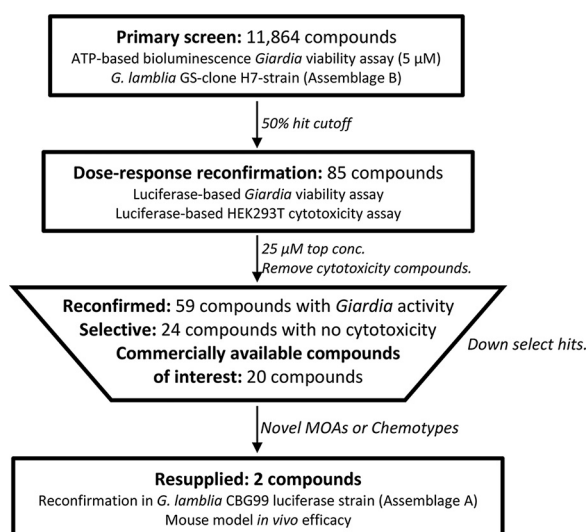 Primary screen: 11,864 compounds
ATP-based bioluminescence Giardia viability assay (5 µM)
G. lamblia GS-clone H7-strain (Assemblage B)
50% hit cutoff
Dose-response reconfirmation: 85 compounds
Luciferase-based Giardia viability assay
Luciferase-based HEK293T cytotoxicity assay
25 µM top conc.
Remove cytotoxicity compounds.
Reconfirmed: 59 compounds with Giardia activity
Selective: 24 compounds with no cytotoxicity
Commercially available compounds
of interest: 20 compounds
Down select hits.
Novel MOAs or Chemotypes
Resupplied: 2 compounds
Reconfirmation in G. lamblia CBG99 luciferase strain (Assemblage A)
Mouse model in vivo efficacy